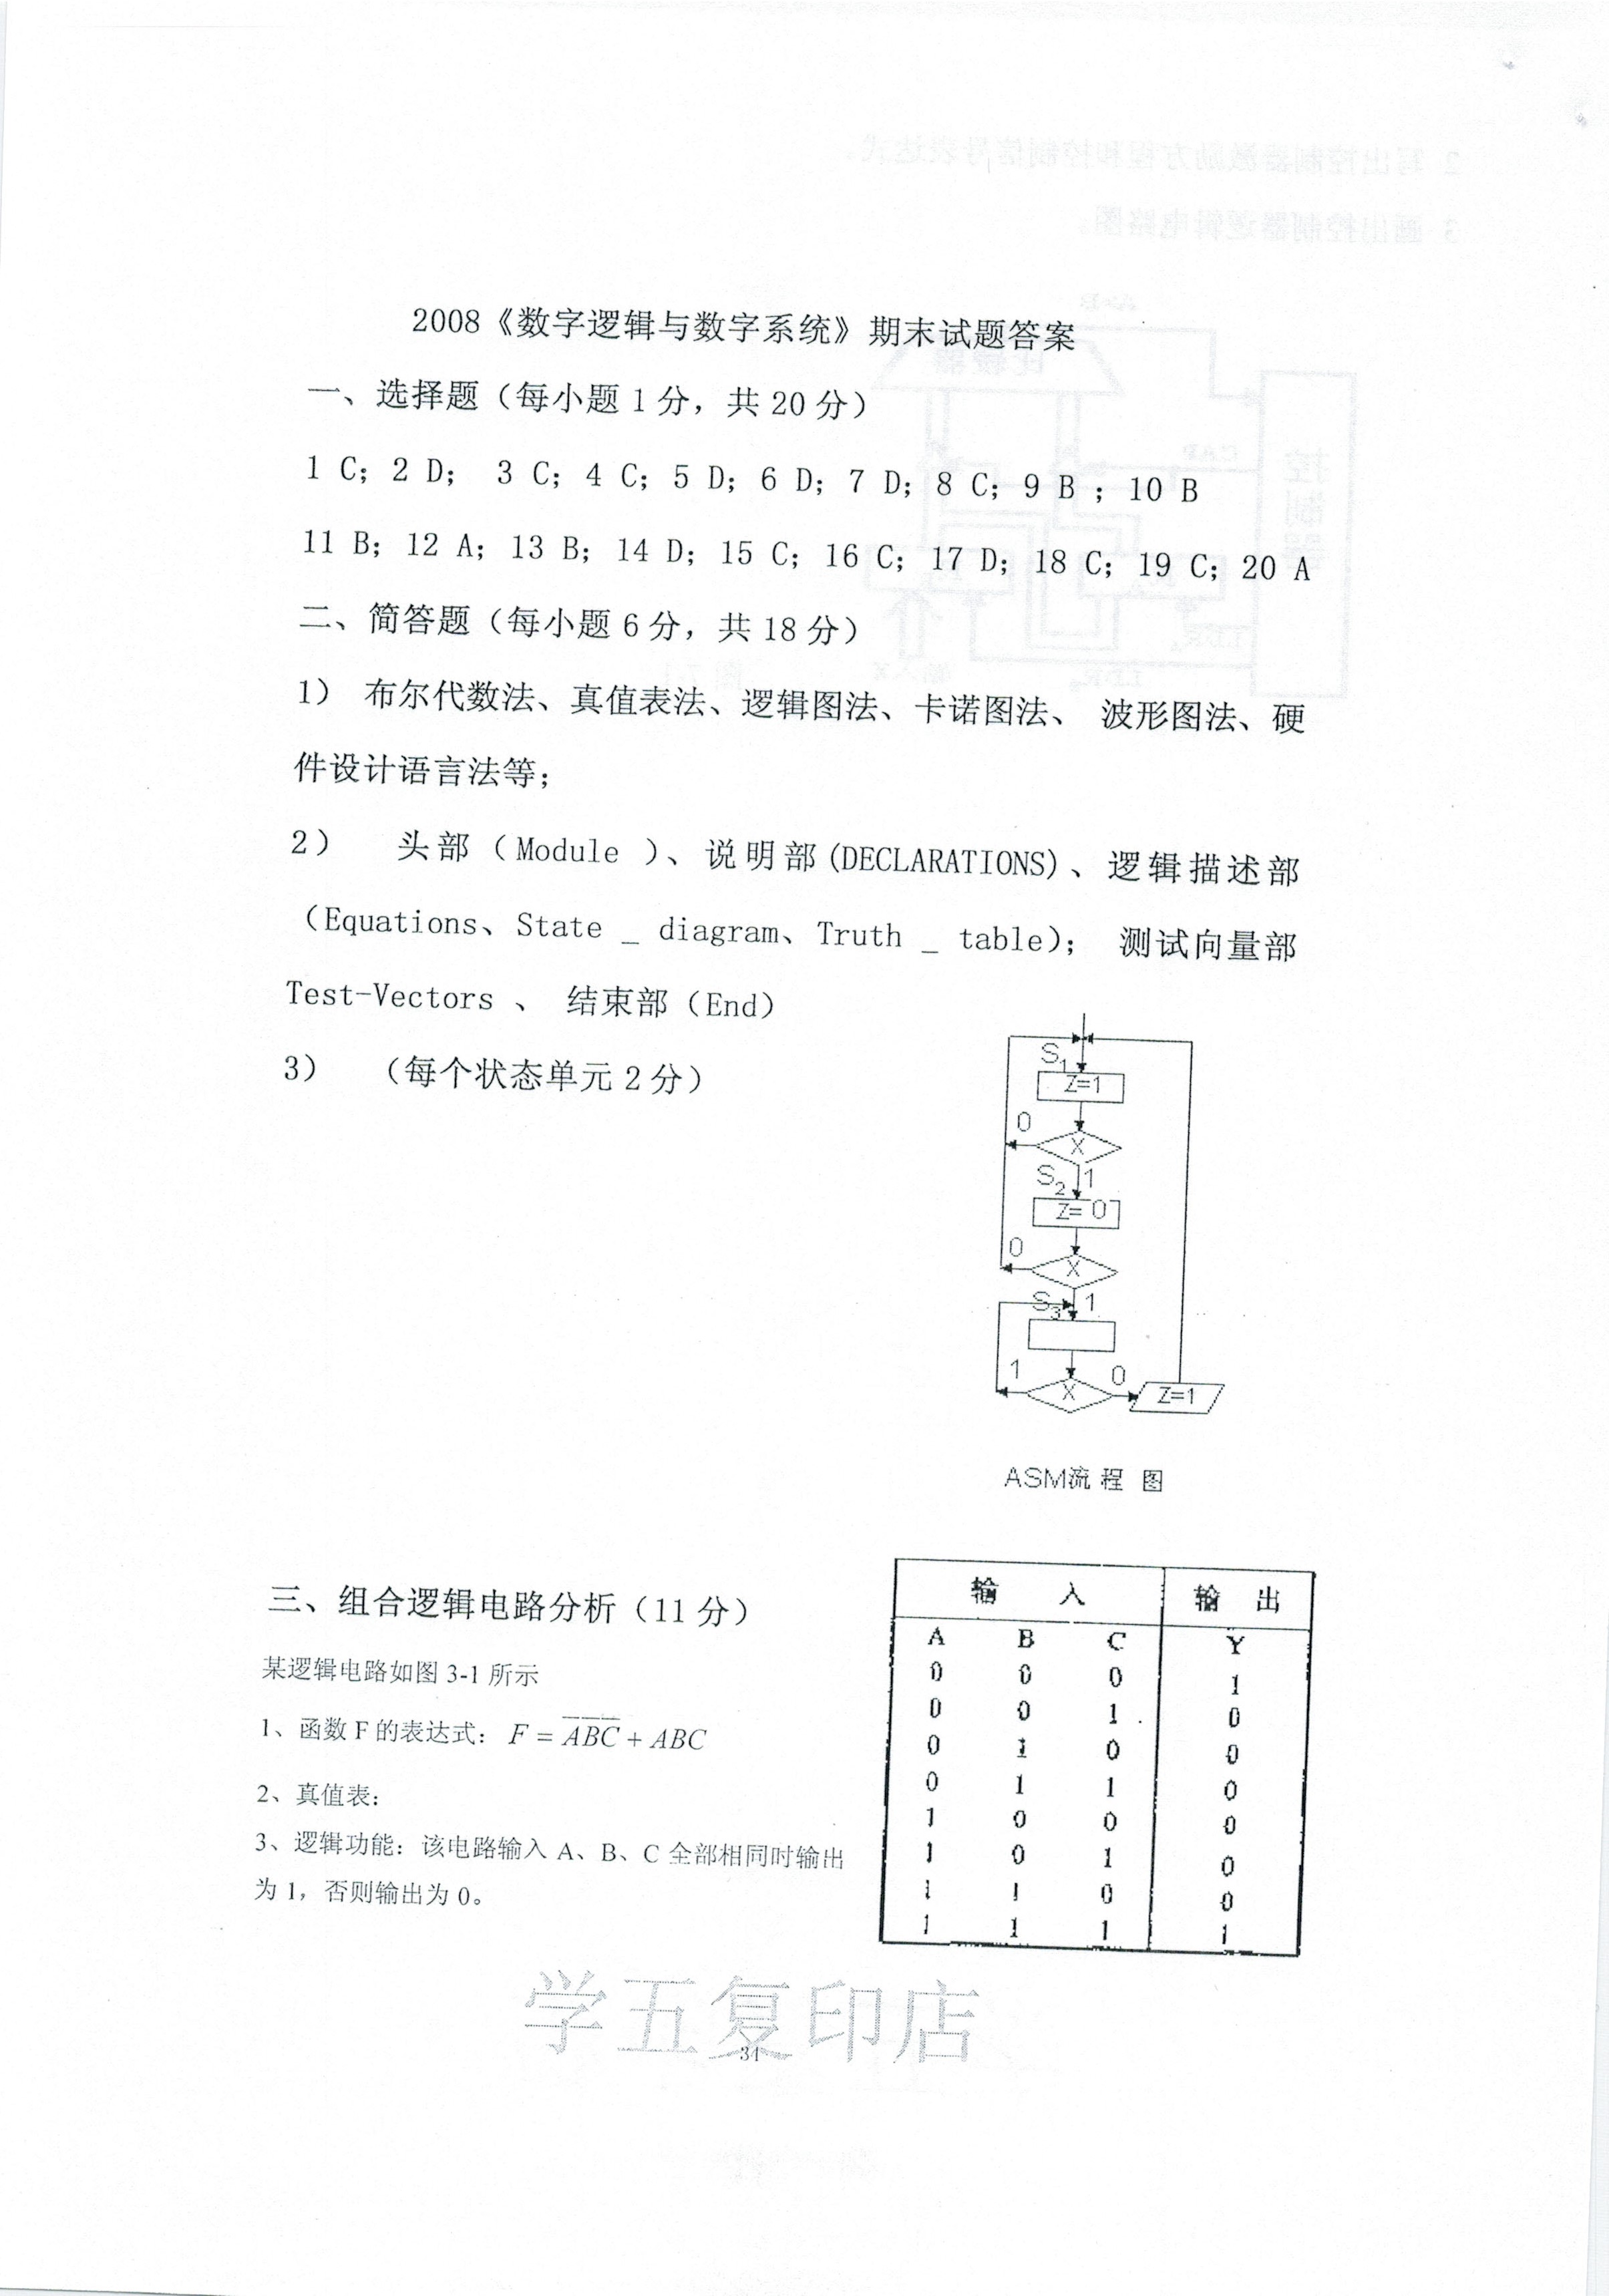 2008《数字逻辑与数字系统》期末试题答案
一、选择题（每小题1分，共20分）
1 C；2 D； 3 C；4 C；5 D；6 D；7 D；8 C；9 B ；10 B
11 B；12 A；13 B；14 D；15 C；16 C；17 D；18 C；19 C；20 A
二、简答题（每小题6分，共18分）
1） 布尔代数法、真值表法、逻辑图法、卡诺图法、 波形图法、硬
件设计语言法等；
2） 头部（Module ）、说明部(DECLARATIONS)、逻辑描述部
（Equations、State _ diagram、Truth _ table）； 测试向量部
Test-Vectors 、 结束部（End）
3） （每个状态单元2分）
S1
Z=1
0
X
S2 1
Z= 0
0
X
S3 1
1
X
0
Z=1
ASM流 程 图
三、组合逻辑电路分析（11分）
某逻辑电路如图3-1所示
1、函数F的表达式： F = A̅B̅C̅ + ABC
2、真值表：
3、逻辑功能：该电路输入A、B、C全部相同时输出
为1，否则输出为0。
输 入 输 出
A B C Y
0 0 0 1
0 0 1 0
0 1 0 0
0 1 1 0
1 0 0 0
1 0 1 0
1 1 0 0
1 1 1 1
学五复印店
31